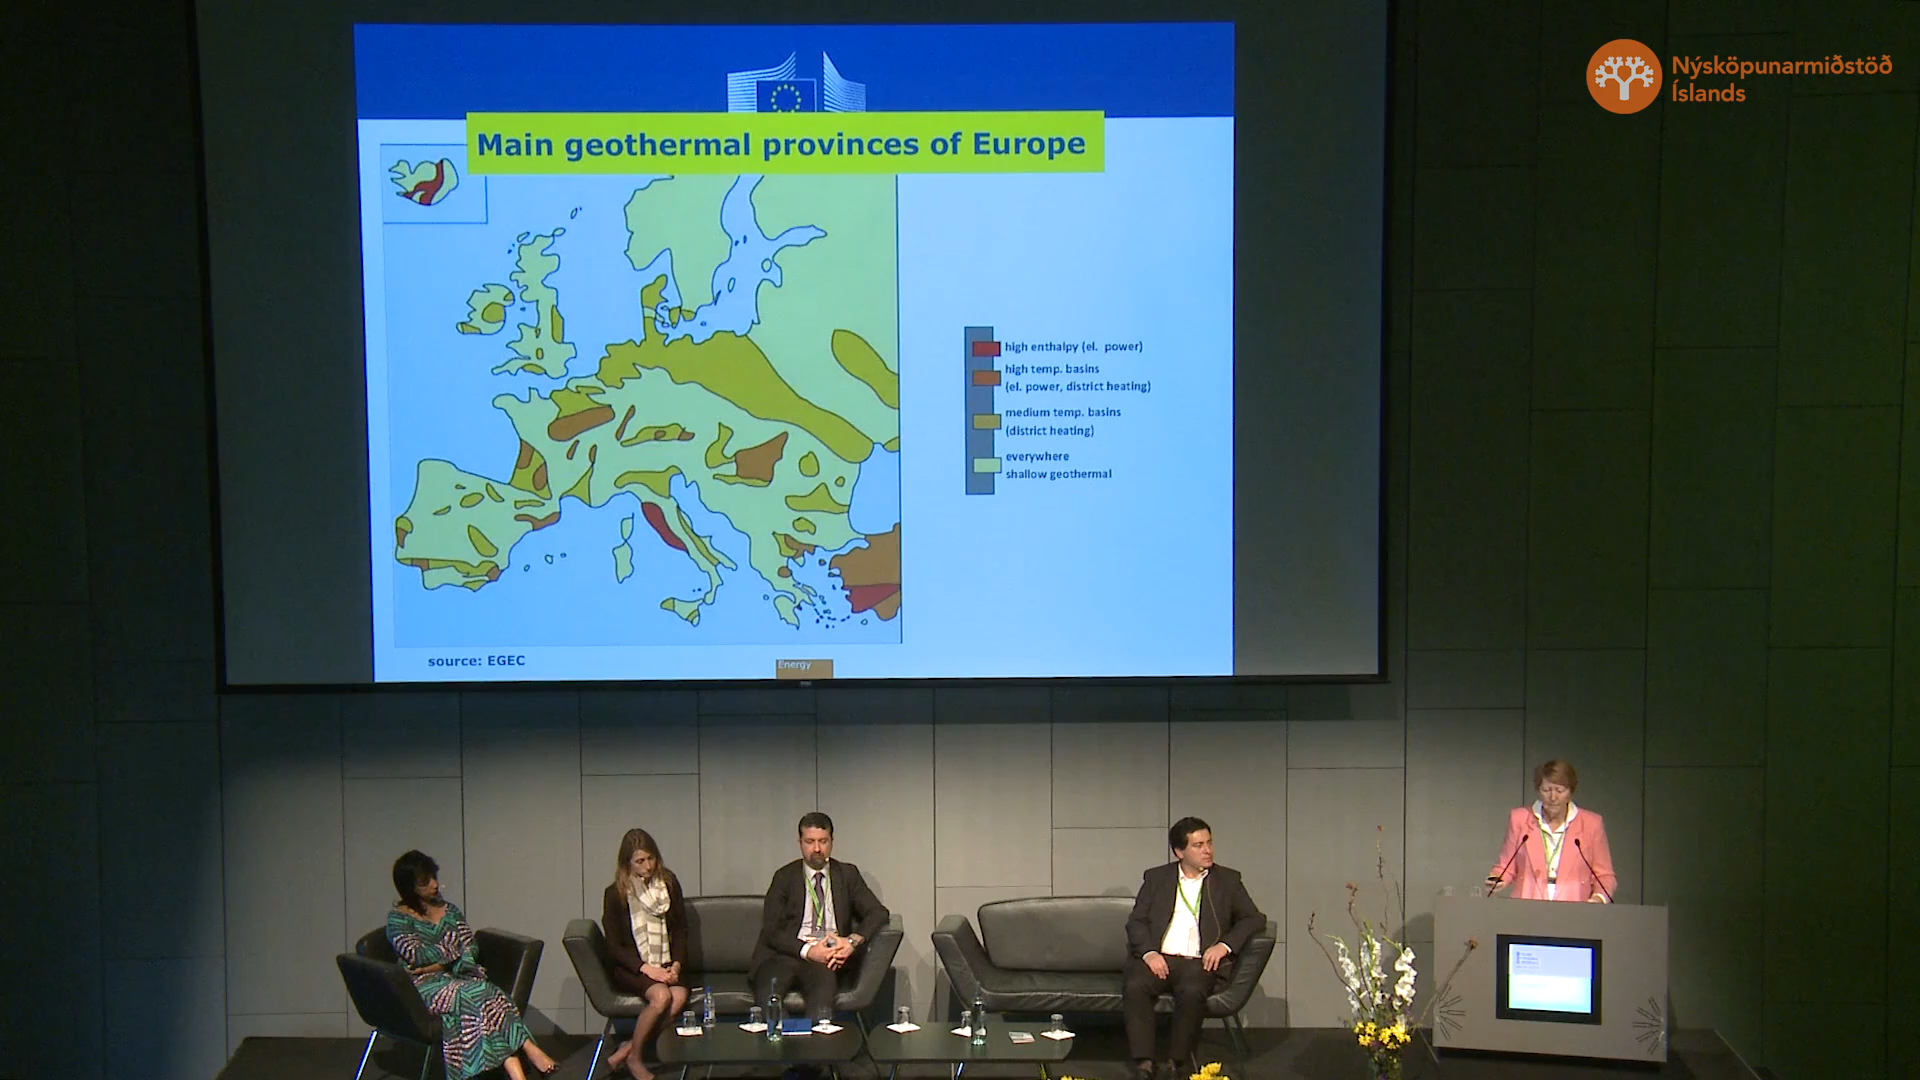 Nýsköpunarmiðstöð
Íslands
Main geothermal provinces of Europe
high enthalpy (el. power)
high temp. basins
(el. power, district heating)
medium temp. basins
(district heating)
everywhere
shallow geothermal
source: EGEC
Energy